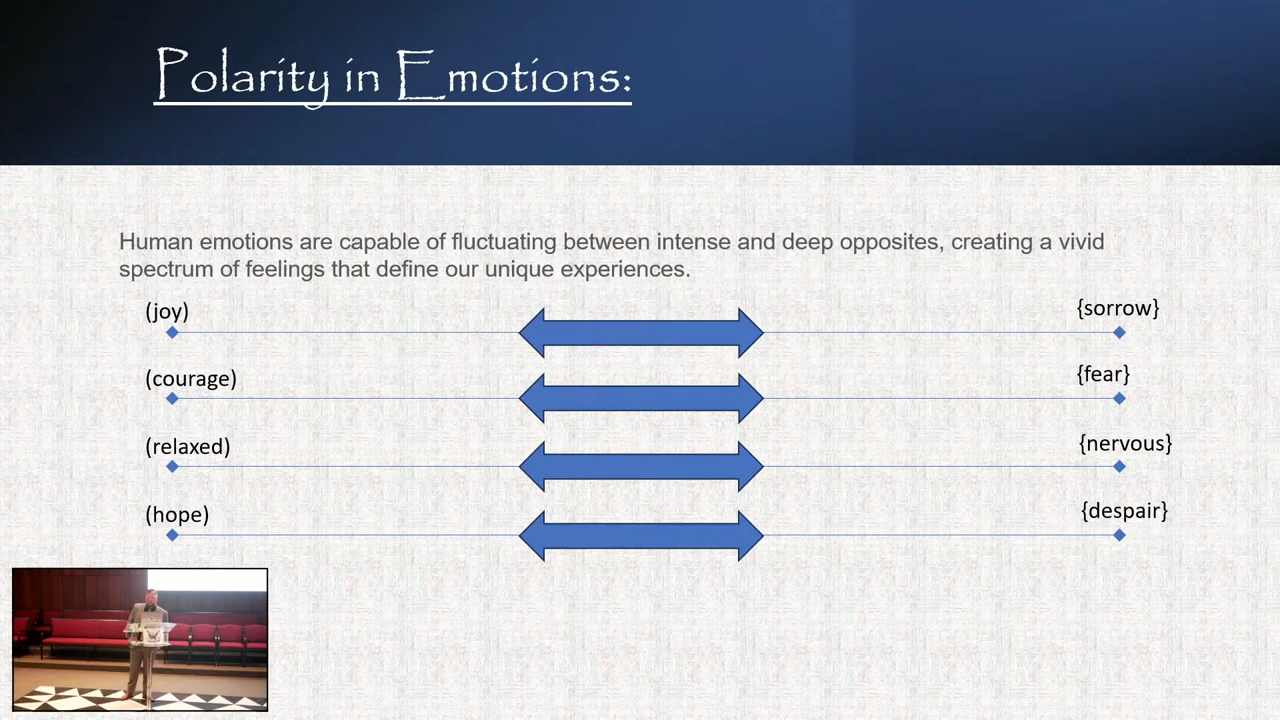 Polarity in Emotions:
Human emotions are capable of fluctuating between intense and deep opposites, creating a vivid
spectrum of feelings that define our unique experiences.
(joy) {sorrow}
(courage) {fear}
(relaxed) {nervous}
(hope) {despair}